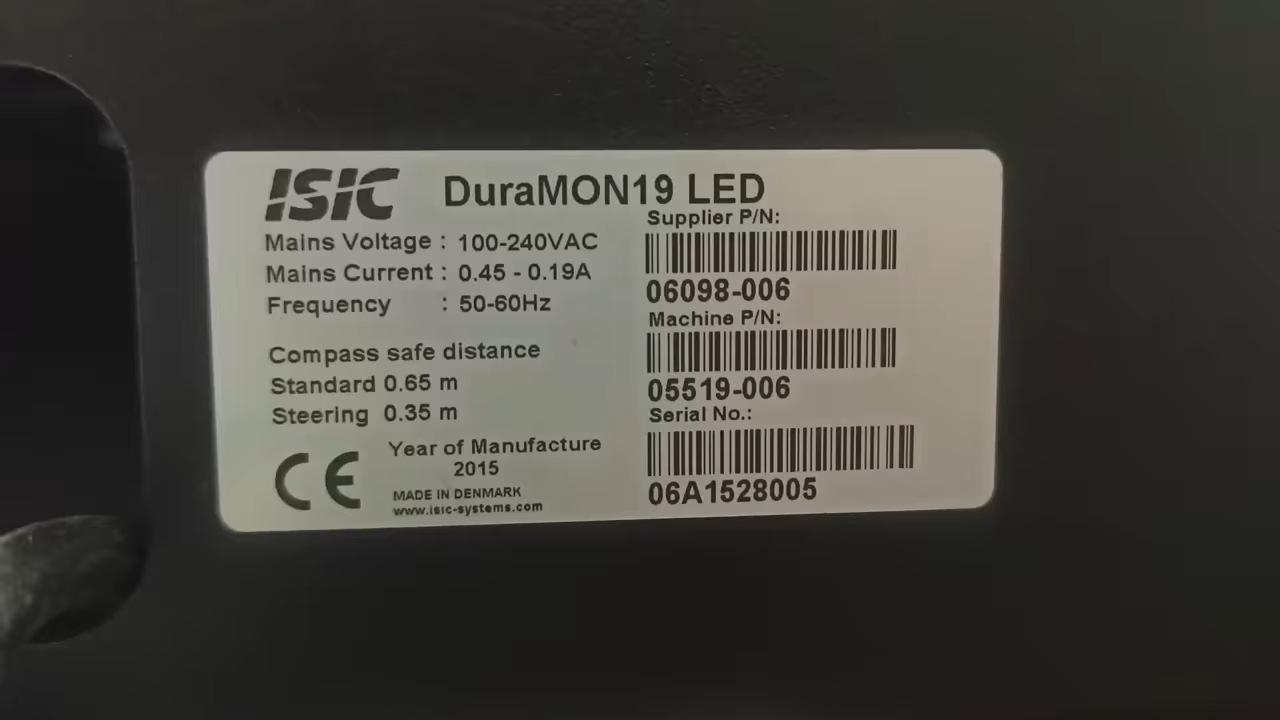 ISIC DuraMON19 LED
Mains Voltage : 100-240VAC
Mains Current : 0.45 - 0.19A
Frequency : 50-60Hz
Compass safe distance
Standard 0.65 m
Steering 0.35 m
CE
Year of Manufacture
2015
MADE IN DENMARK
www.isic-systems.com
Supplier P/N:
06098-006
Machine P/N:
05519-006
Serial No.:
06A1528005